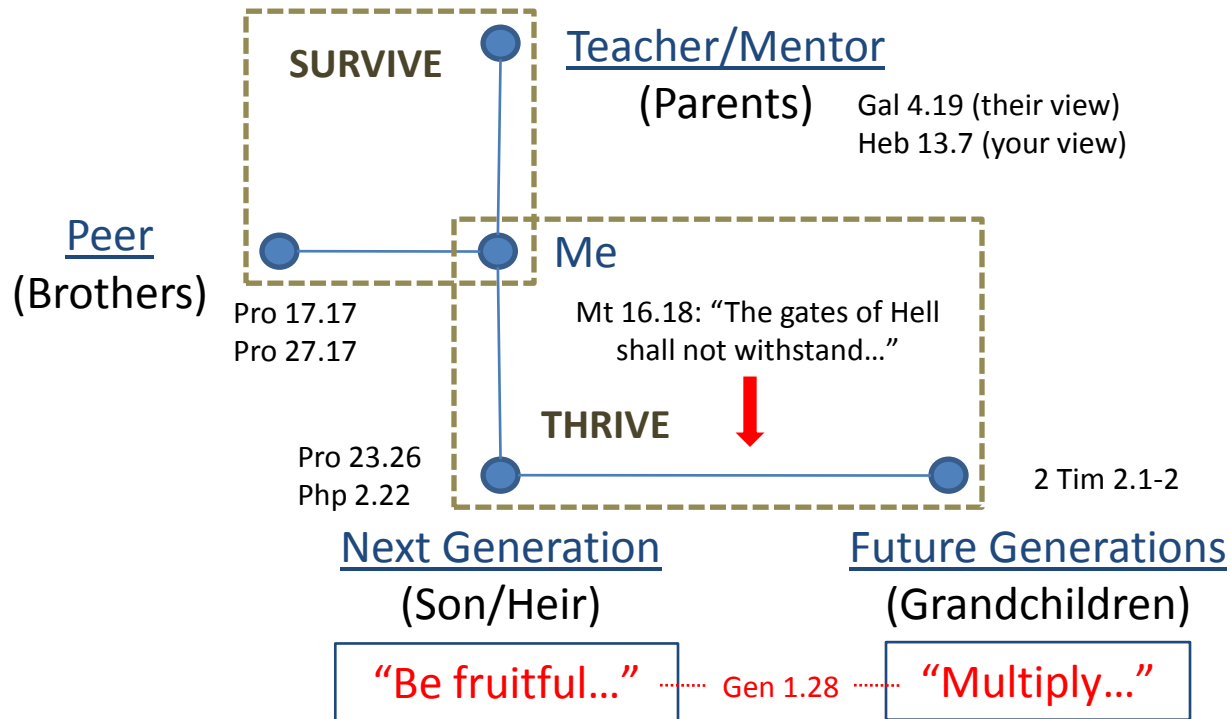 SURVIVE
Teacher/Mentor
(Parents)
Gal 4.19 (their view)
Heb 13.7 (your view)
Peer
(Brothers)
Pro 17.17
Pro 27.17
Me
Mt 16.18: “The gates of Hell
shall not withstand…”
THRIVE
Pro 23.26
Php 2.22
2 Tim 2.1-2
Next Generation
(Son/Heir)
Future Generations
(Grandchildren)
“Be fruitful…”
Gen 1.28
“Multiply…”